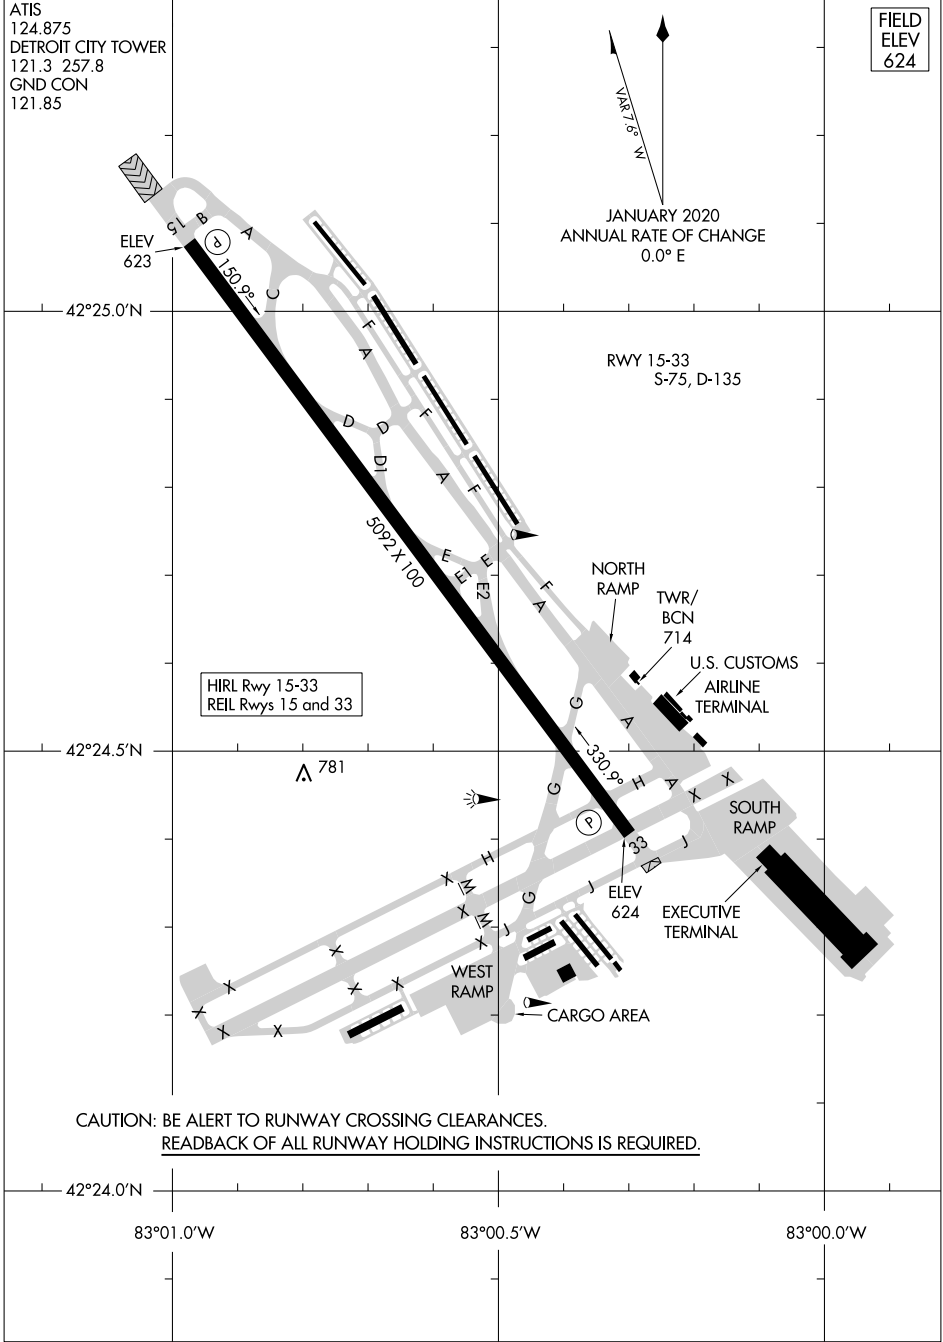 ATIS
124.875
DETROIT CITY TOWER
121.3 257.8
GND CON
121.85
FIELD
ELEV
624
VAR 7.6° W
JANUARY 2020
ANNUAL RATE OF CHANGE
0.0° E
15
B
A
ELEV
623
P
150.9°
C
42°25.0'N
F
A
RWY 15-33
S-75, D-135
F
D
D
D1
A
F
5092 X 100
E
E
E1
E2
F
A
NORTH
RAMP
TWR/
BCN
714
U.S. CUSTOMS
AIRLINE
TERMINAL
HIRL Rwy 15-33
REIL Rwys 15 and 33
G
A
330.9°
42°24.5'N
781
H
A
X
X
G
P
SOUTH
RAMP
33
J
H
X
M
X
M
G
J
J
ELEV
624
EXECUTIVE
TERMINAL
X
X
X
X
X
WEST
RAMP
X
X
X
CARGO AREA
CAUTION: BE ALERT TO RUNWAY CROSSING CLEARANCES.
READBACK OF ALL RUNWAY HOLDING INSTRUCTIONS IS REQUIRED.
42°24.0'N
83°01.0'W
83°00.5'W
83°00.0'W